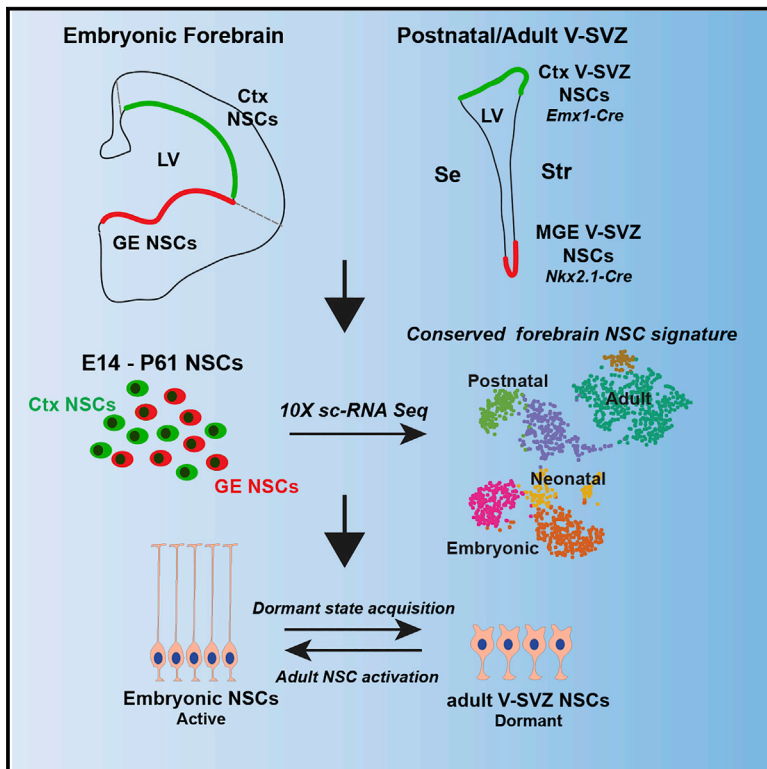 Embryonic Forebrain
Postnatal/Adult V-SVZ
Ctx
NSCs
LV
GE NSCs
Ctx V-SVZ
NSCs
Emx1-Cre
LV
Se
Str
MGE V-SVZ
NSCs
Nkx2.1-Cre
E14 - P61 NSCs
Ctx NSCs
GE NSCs
10X sc-RNA Seq
Conserved forebrain NSC signature
Postnatal
Adult
Neonatal
Embryonic
Dormant state acquisition
Adult NSC activation
Embryonic NSCs
Active
adult V-SVZ NSCs
Dormant